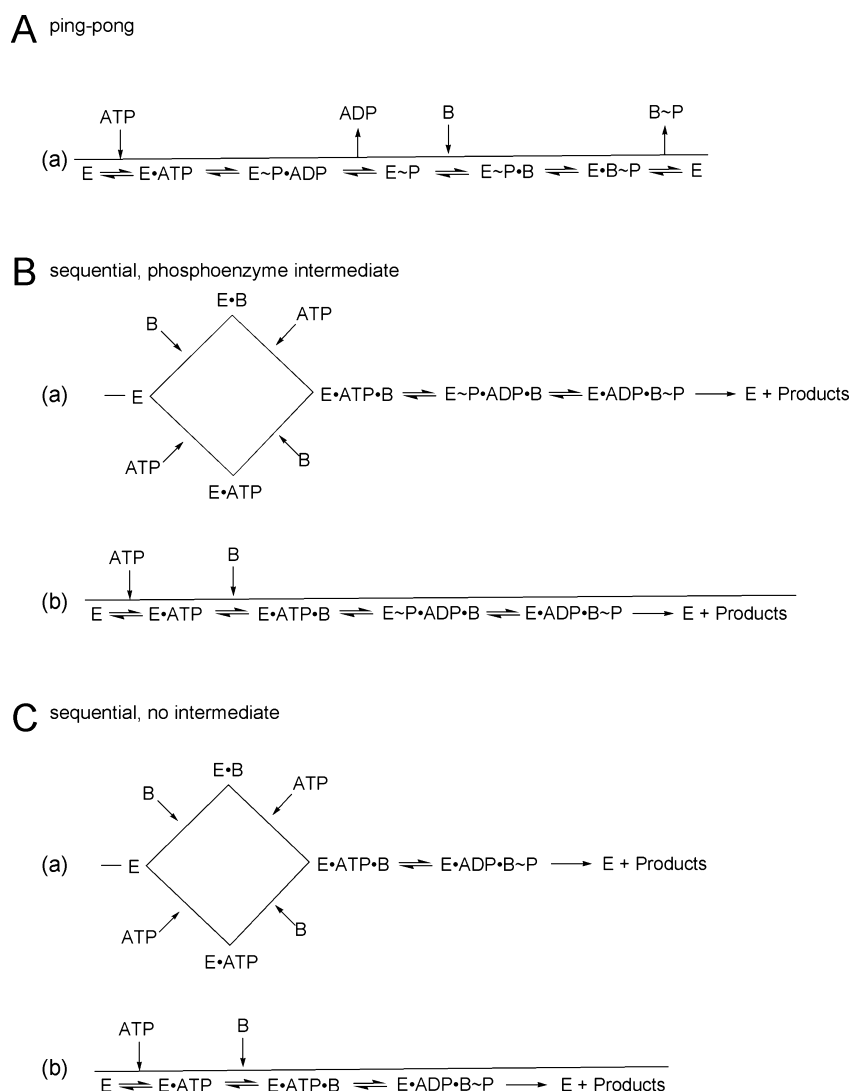 A ping-pong
ATP ADP B B~P
(a) E ⇌ E•ATP ⇌ E~P•ADP ⇌ E~P ⇌ E~P•B ⇌ E•B~P ⇌ E
B sequential, phosphoenzyme intermediate
E•B
B ATP
(a) E E•ATP•B ⇌ E~P•ADP•B ⇌ E•ADP•B~P → E + Products
ATP B
E•ATP
ATP B
(b) E ⇌ E•ATP ⇌ E•ATP•B ⇌ E~P•ADP•B ⇌ E•ADP•B~P → E + Products
C sequential, no intermediate
E•B
B ATP
(a) E E•ATP•B ⇌ E•ADP•B~P → E + Products
ATP B
E•ATP
ATP B
(b) E ⇌ E•ATP ⇌ E•ATP•B ⇌ E•ADP•B~P → E + Products